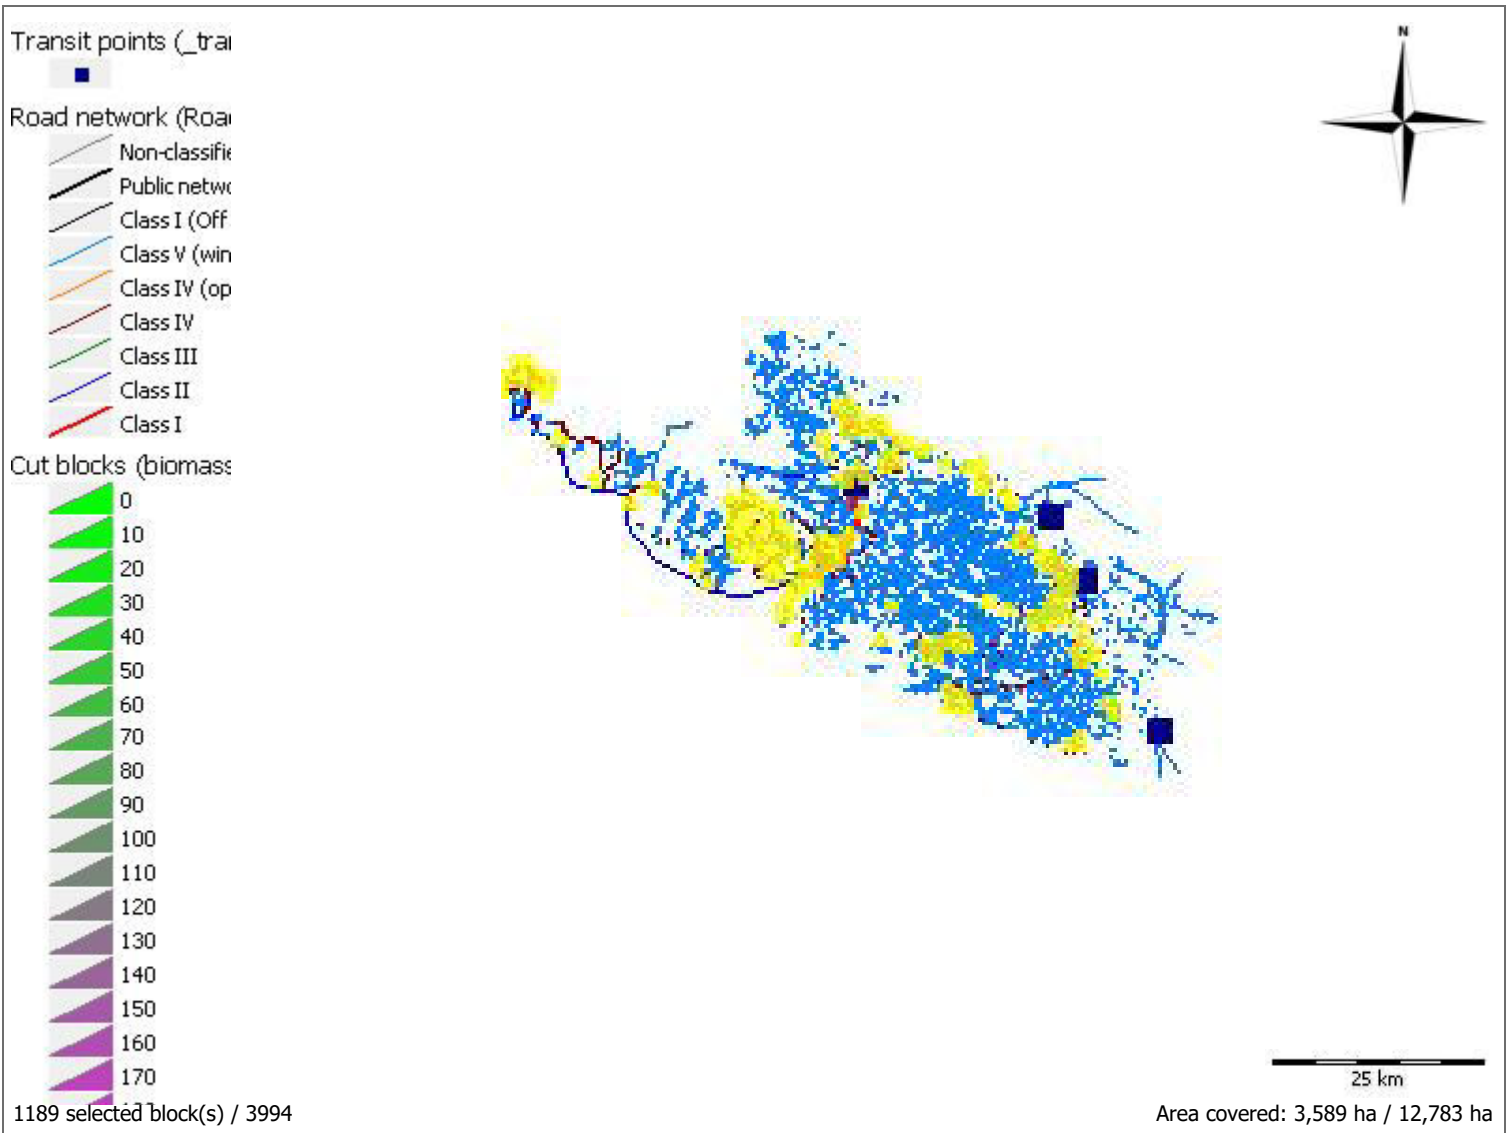 Transit points (_tra
N
Road network (Roa
Non-classifie
Public netwo
Class I (Off
Class V (win
Class IV (op
Class IV
Class III
Class II
Class I
Cut blocks (biomass
0
10
20
30
40
50
60
70
80
90
100
110
120
130
140
150
160
170
25 km
1189 selected block(s) / 3994
Area covered: 3,589 ha / 12,783 ha